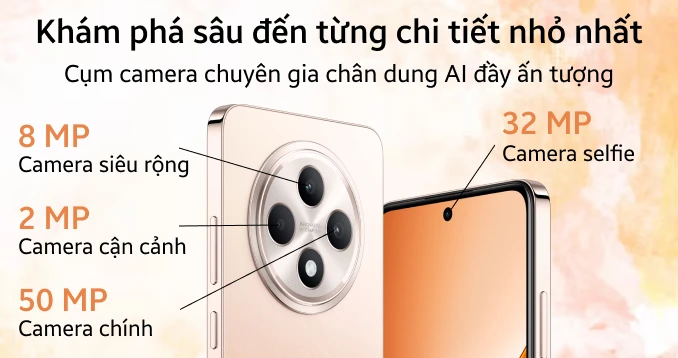 Khám phá sâu đến từng chi tiết nhỏ nhất
Cụm camera chuyên gia chân dung AI đầy ấn tượng
8 MP
Camera siêu rộng
2 MP
Camera cận cảnh
50 MP
Camera chính
32 MP
Camera selfie